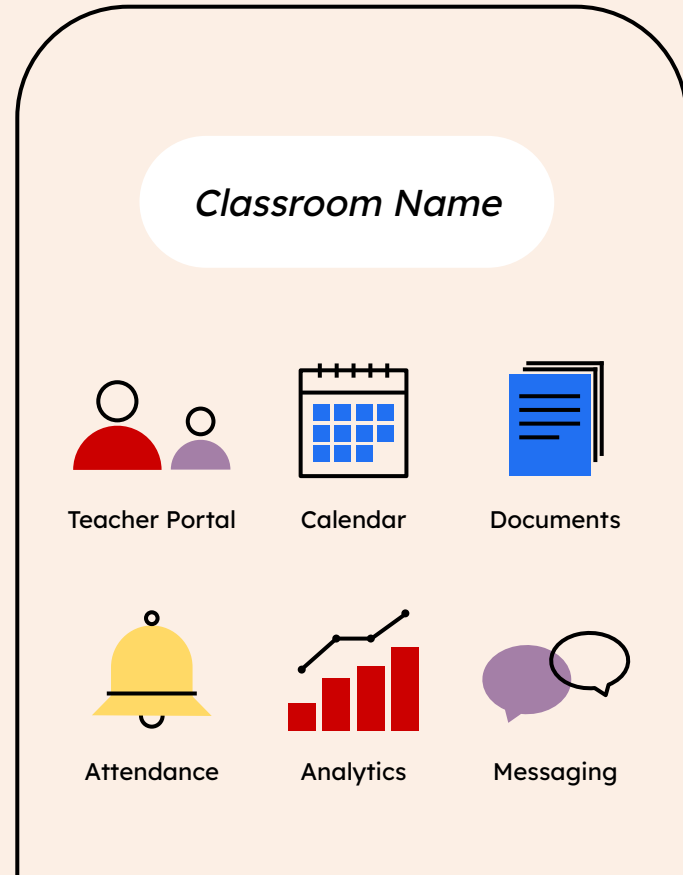 Classroom Name
Teacher Portal
Calendar
Documents
Attendance
Analytics
Messaging